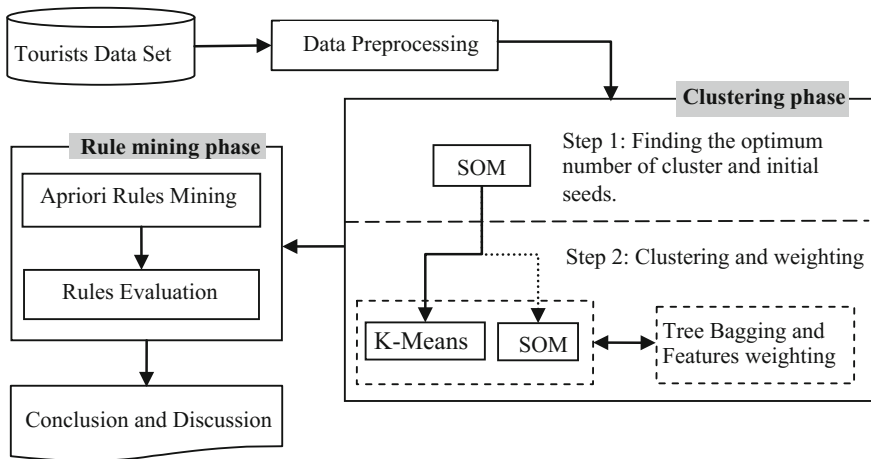 Tourists Data Set
Data Preprocessing
Clustering phase
Step 1: Finding the optimum
number of cluster and initial
seeds.
SOM
Step 2: Clustering and weighting
K-Means
SOM
Tree Bagging and
Features weighting
Rule mining phase
Apriori Rules Mining
Rules Evaluation
Conclusion and Discussion